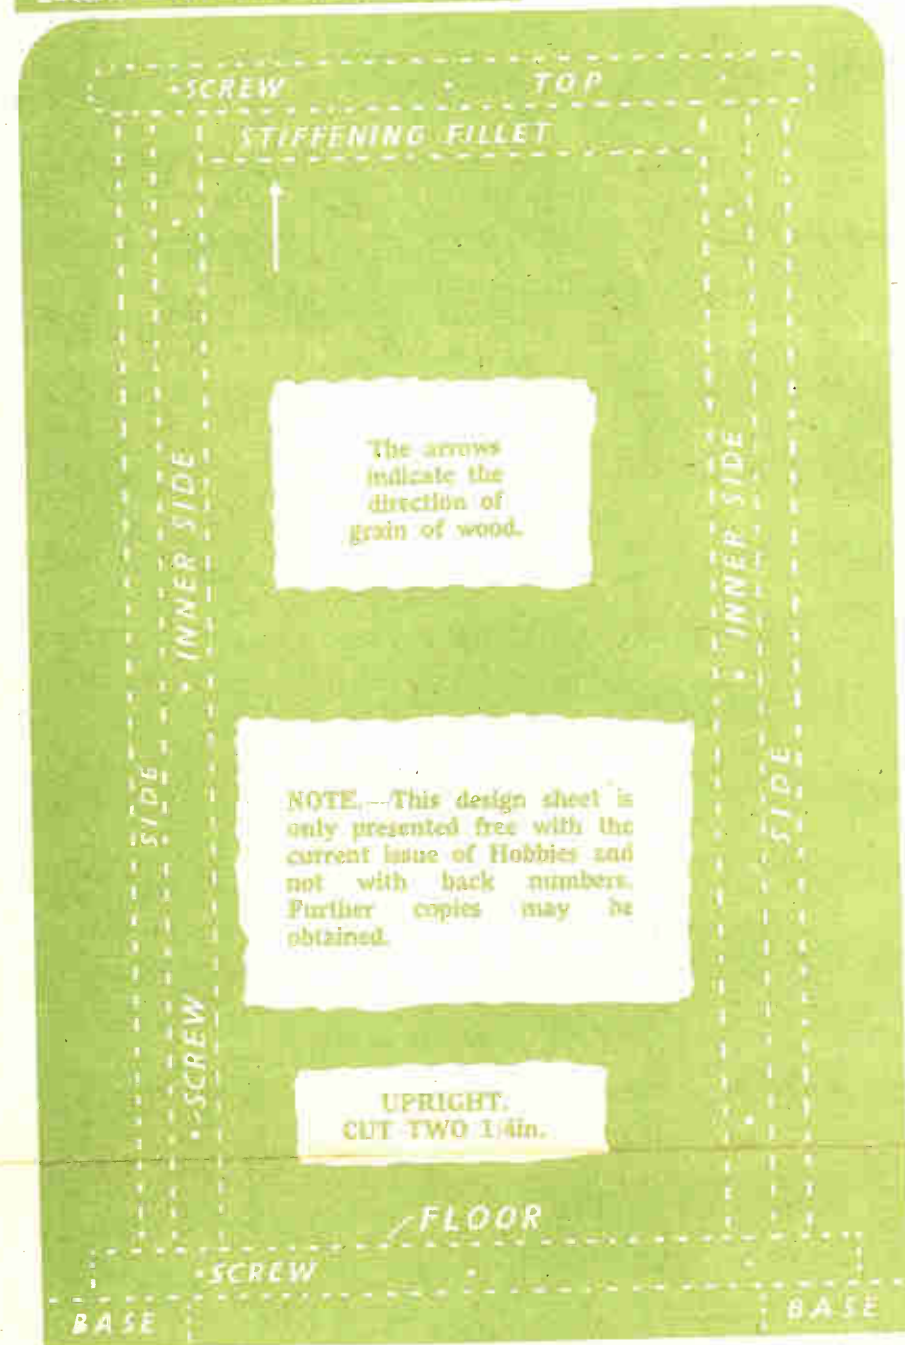 SCREW
TOP
STIFFENING FILLET
The arrows
indicate the
direction of
grain of wood.
INNER SIDE
INNER SIDE
SIDE
SIDE
NOTE.—This design sheet is
only presented free with the
current issue of Hobbies and
not with back numbers.
Further copies may be
obtained.
SCREW
UPRIGHT.
CUT TWO 1/4in.
FLOOR
SCREW
BASE
BASE